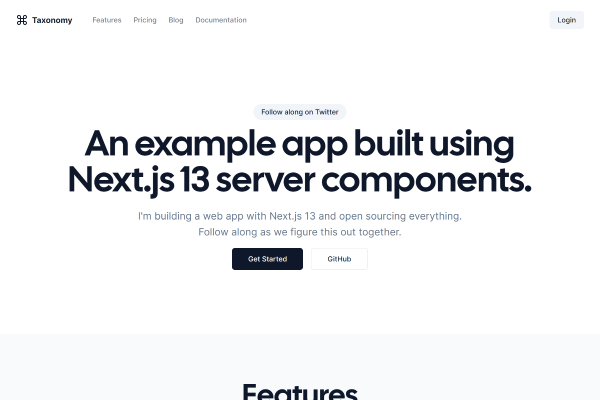 Taxonomy
Features
Pricing
Blog
Documentation
Login
Follow along on Twitter
An example app built using
Next.js 13 server components.
I'm building a web app with Next.js 13 and open sourcing everything.
Follow along as we figure this out together.
Get Started
GitHub
Features